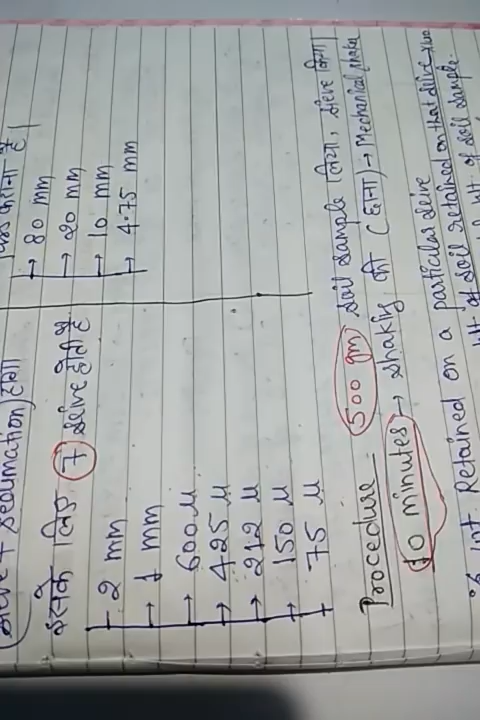 (Sieve + Sedimation) होगा
इसके लिए 7 sieve होती है
2 mm
1 mm
600 μ
425 μ
212 μ
150 μ
75 μ
80 mm
20 mm
10 mm
4.75 mm
Procedure 500 gm soil sample लिया, sieve लिया
10 minutes → shaking की (छाना) → Mechanical shaker
% wt. Retained on a particular sieve
wt of soil retained on that sieve
wt. of soil sample.